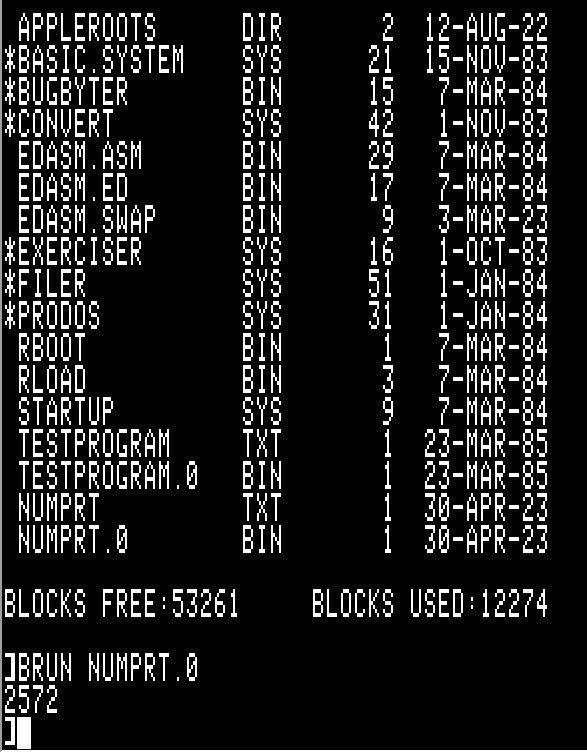 APPLEROOTS      DIR       2  12-AUG-22
*BASIC.SYSTEM    SYS      21  15-NOV-83
*BUGBYTER        BIN      15   7-MAR-84
*CONVERT         SYS      42   1-NOV-83
 EDASM.ASM       BIN      29   7-MAR-84
 EDASM.ED        BIN      17   7-MAR-84
 EDASM.SWAP      BIN       9   3-MAR-23
*EXERCISER       SYS      16   1-OCT-83
*FILER           SYS      51   1-JAN-84
*PRODOS          SYS      31   1-JAN-84
 RBOOT           BIN       1   7-MAR-84
 RLOAD           BIN       3   7-MAR-84
 STARTUP         SYS       9   7-MAR-84
 TESTPROGRAM     TXT       1  23-MAR-85
 TESTPROGRAM.0   BIN       1  23-MAR-85
 NUMPRT          TXT       1  30-APR-23
 NUMPRT.0        BIN       1  30-APR-23
BLOCKS FREE:53261     BLOCKS USED:12274
]BRUN NUMPRT.0
2572
]